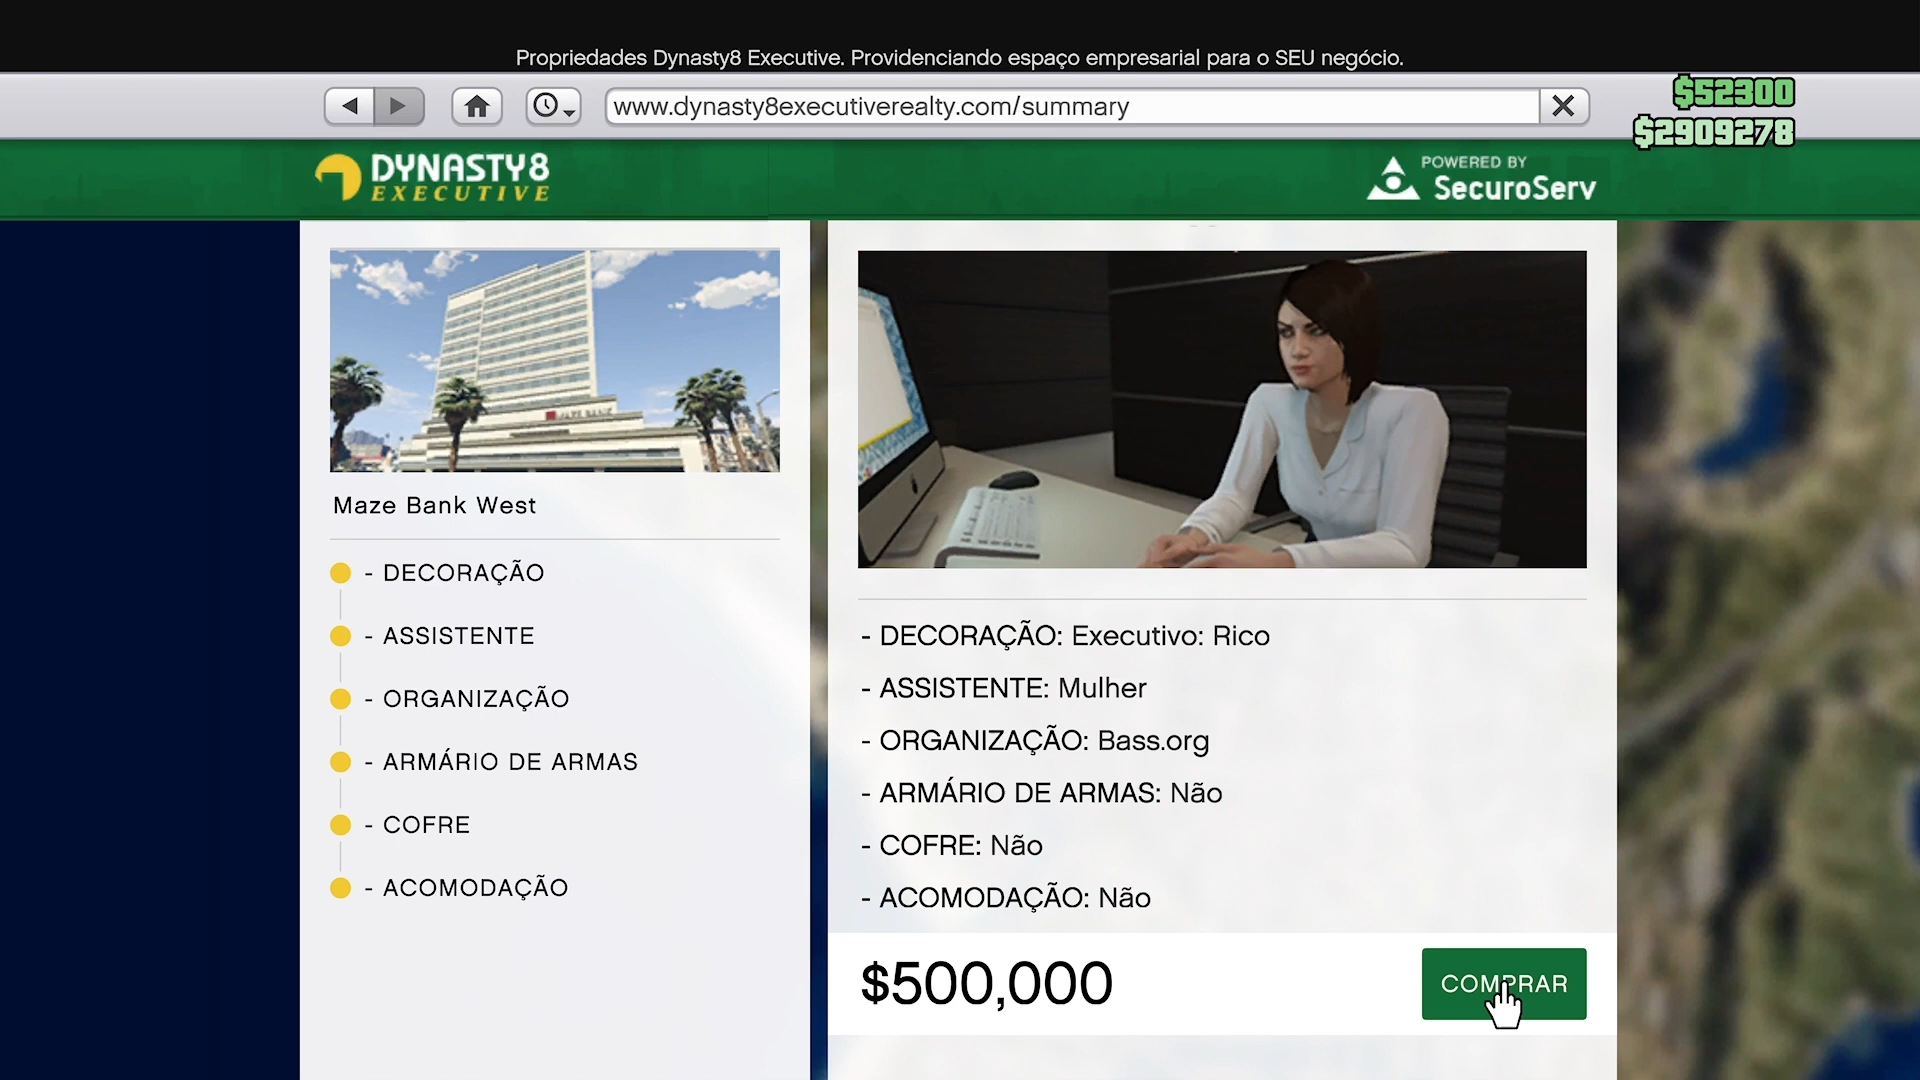 Propriedades Dynasty8 Executive. Providenciando espaço empresarial para o SEU negócio.
www.dynasty8executiverealty.com/summary
$52300
$2909278
DYNASTY8
EXECUTIVE
POWERED BY
SecuroServ
MAZE BANK
Maze Bank West
- DECORAÇÃO
- ASSISTENTE
- ORGANIZAÇÃO
- ARMÁRIO DE ARMAS
- COFRE
- ACOMODAÇÃO
- DECORAÇÃO: Executivo: Rico
- ASSISTENTE: Mulher
- ORGANIZAÇÃO: Bass.org
- ARMÁRIO DE ARMAS: Não
- COFRE: Não
- ACOMODAÇÃO: Não
$500,000
COMPRAR